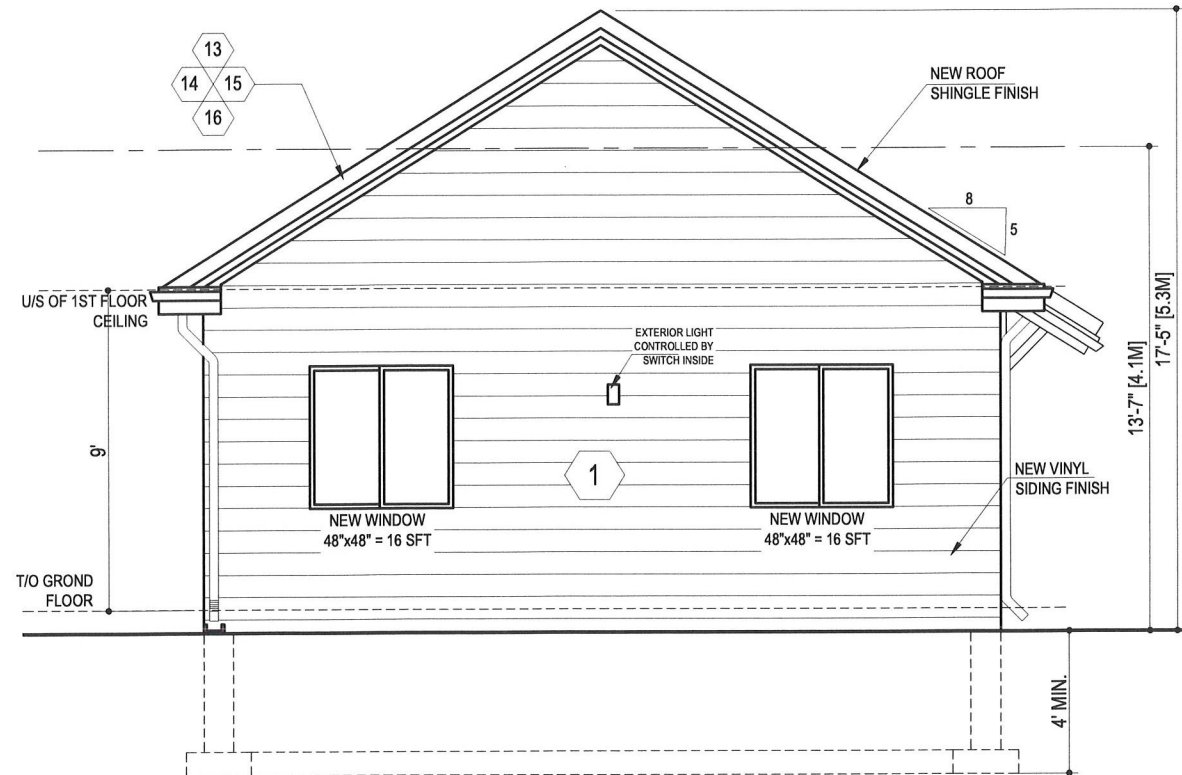 13
14 15
16
NEW ROOF
SHINGLE FINISH
8
5
U/S OF 1ST FLOOR
CEILING
EXTERIOR LIGHT
CONTROLLED BY
SWITCH INSIDE
9'
1
13'-7" [4.1M]
17'-5" [5.3M]
NEW WINDOW
48"x48" = 16 SFT
NEW WINDOW
48"x48" = 16 SFT
NEW VINYL
SIDING FINISH
T/O GROND
FLOOR
4' MIN.